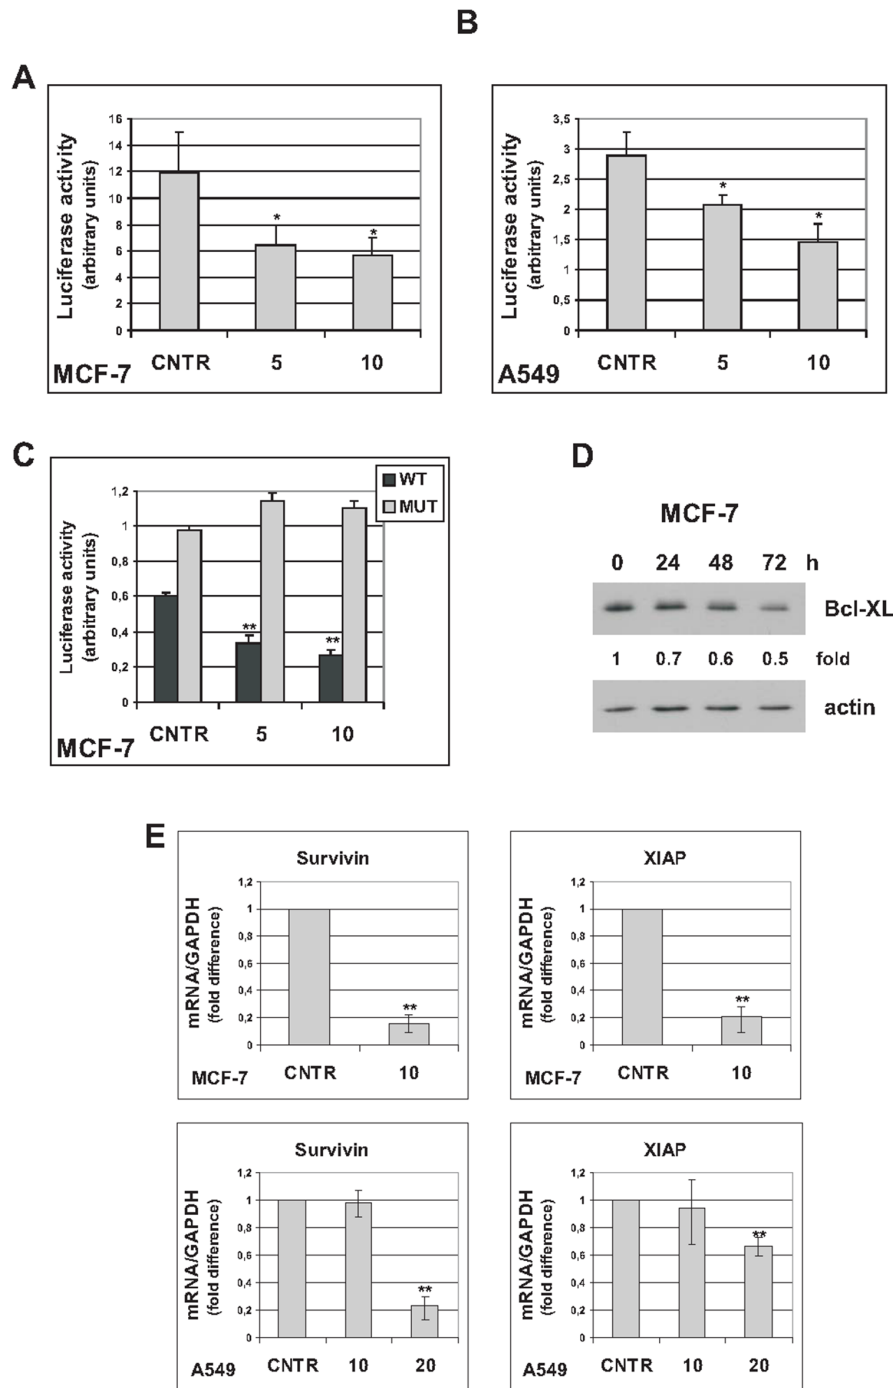 B
A
Luciferase activity
(arbitrary units)
16
14
12
10
8
6
4
2
0
*
*
CNTR 5 10
MCF-7
Luciferase activity
(arbitrary units)
3,5
3
2,5
2
1,5
1
0,5
0
*
*
CNTR 5 10
A549
C
WT
MUT
Luciferase activity
(arbitrary units)
1,2
1
0,8
0,6
0,4
0,2
0
**
**
CNTR 5 10
MCF-7
D
MCF-7
0 24 48 72 h
Bcl-XL
1 0.7 0.6 0.5 fold
actin
E
Survivin
mRNA/GAPDH
(fold difference)
1,2
1
0,8
0,6
0,4
0,2
0
**
CNTR 10
MCF-7
XIAP
mRNA/GAPDH
(fold difference)
1,2
1
0,8
0,6
0,4
0,2
0
**
CNTR 10
MCF-7
Survivin
mRNA/GAPDH
(fold difference)
1,2
1
0,8
0,6
0,4
0,2
0
**
CNTR 10 20
A549
XIAP
mRNA/GAPDH
(fold difference)
1,2
1
0,8
0,6
0,4
0,2
0
**
CNTR 10 20
A549